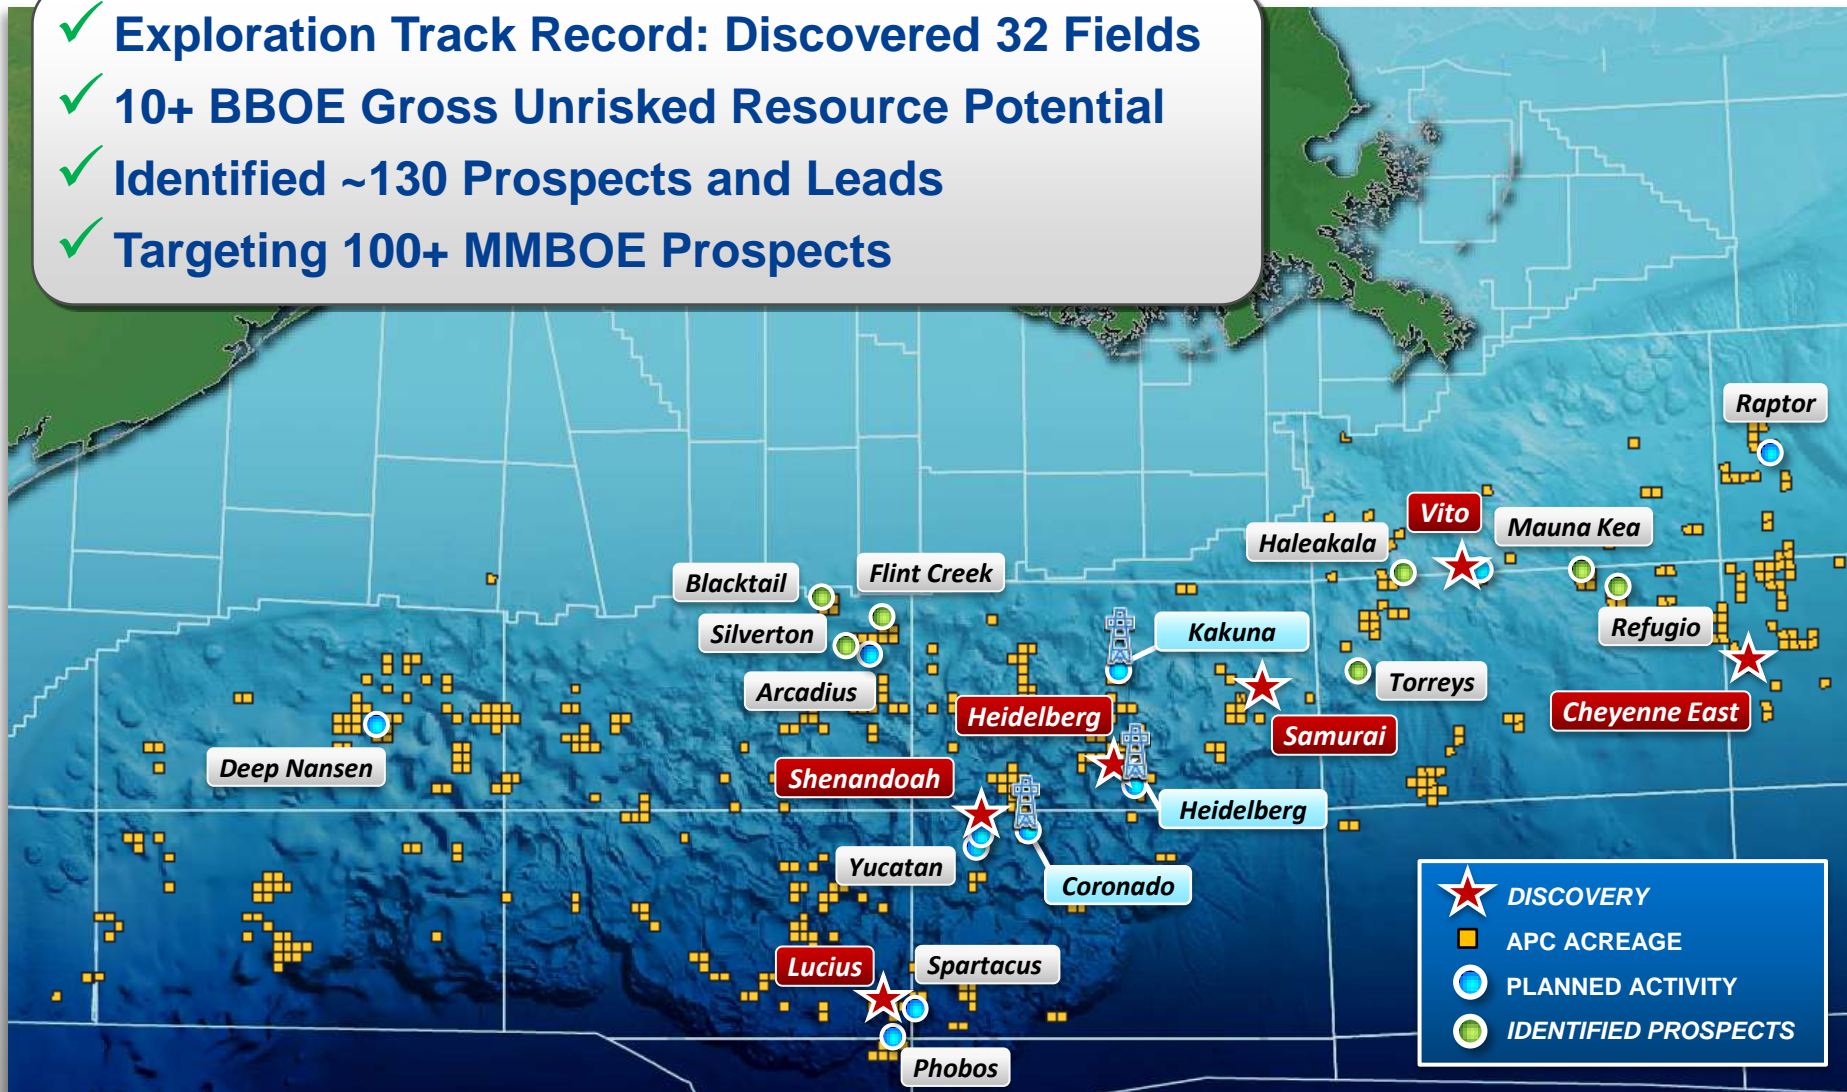 Exploration Track Record: Discovered 32 Fields
10+ BBOE Gross Unrisked Resource Potential
Identified ~130 Prospects and Leads
Targeting 100+ MMBOE Prospects
Raptor
Vito
Mauna Kea
Haleakala
Flint Creek
Blacktail
Silverton
Kakuna
Refugio
Arcadius
Torreys
Heidelberg
Cheyenne East
Samurai
Deep Nansen
Shenandoah
Heidelberg
Yucatan
Coronado
Lucius
Spartacus
Phobos
DISCOVERY
APC ACREAGE
PLANNED ACTIVITY
IDENTIFIED PROSPECTS